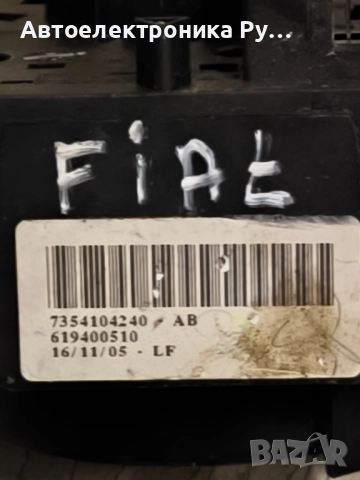 Автоелектроника Ру...
FiAt
7354104240 - AB
619400510
16/11/05 - LF
BAZAR